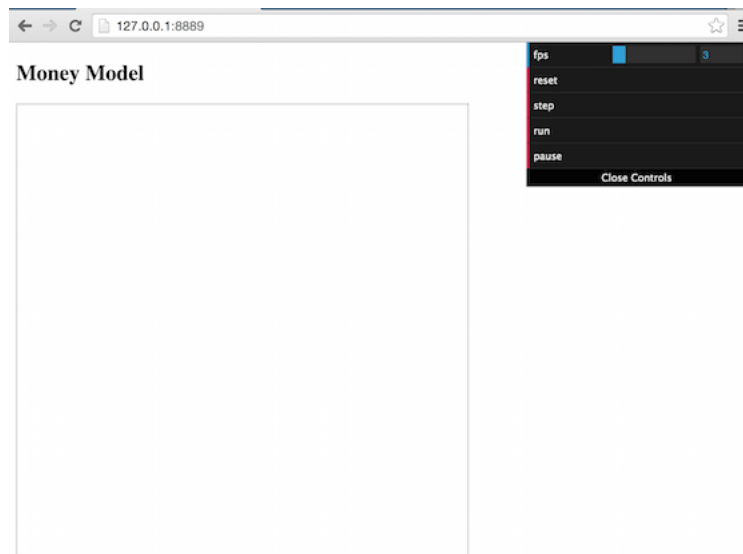 127.0.0.1:8889
Money Model
fps 3
reset
step
run
pause
Close Controls